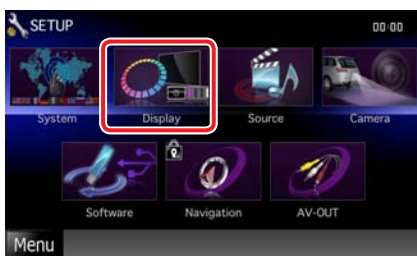 SETUP
00:00
System
Display
Source
Camera
Software
Navigation
AV-OUT
Menu